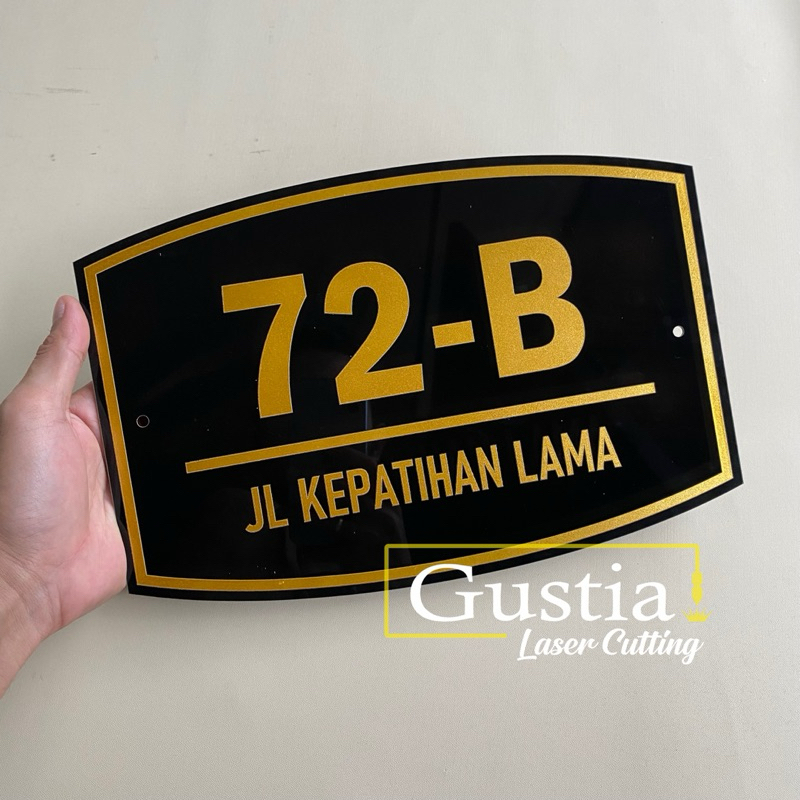 72-B
JL KEPATIHAN LAMA
Gustia
Laser Cutting